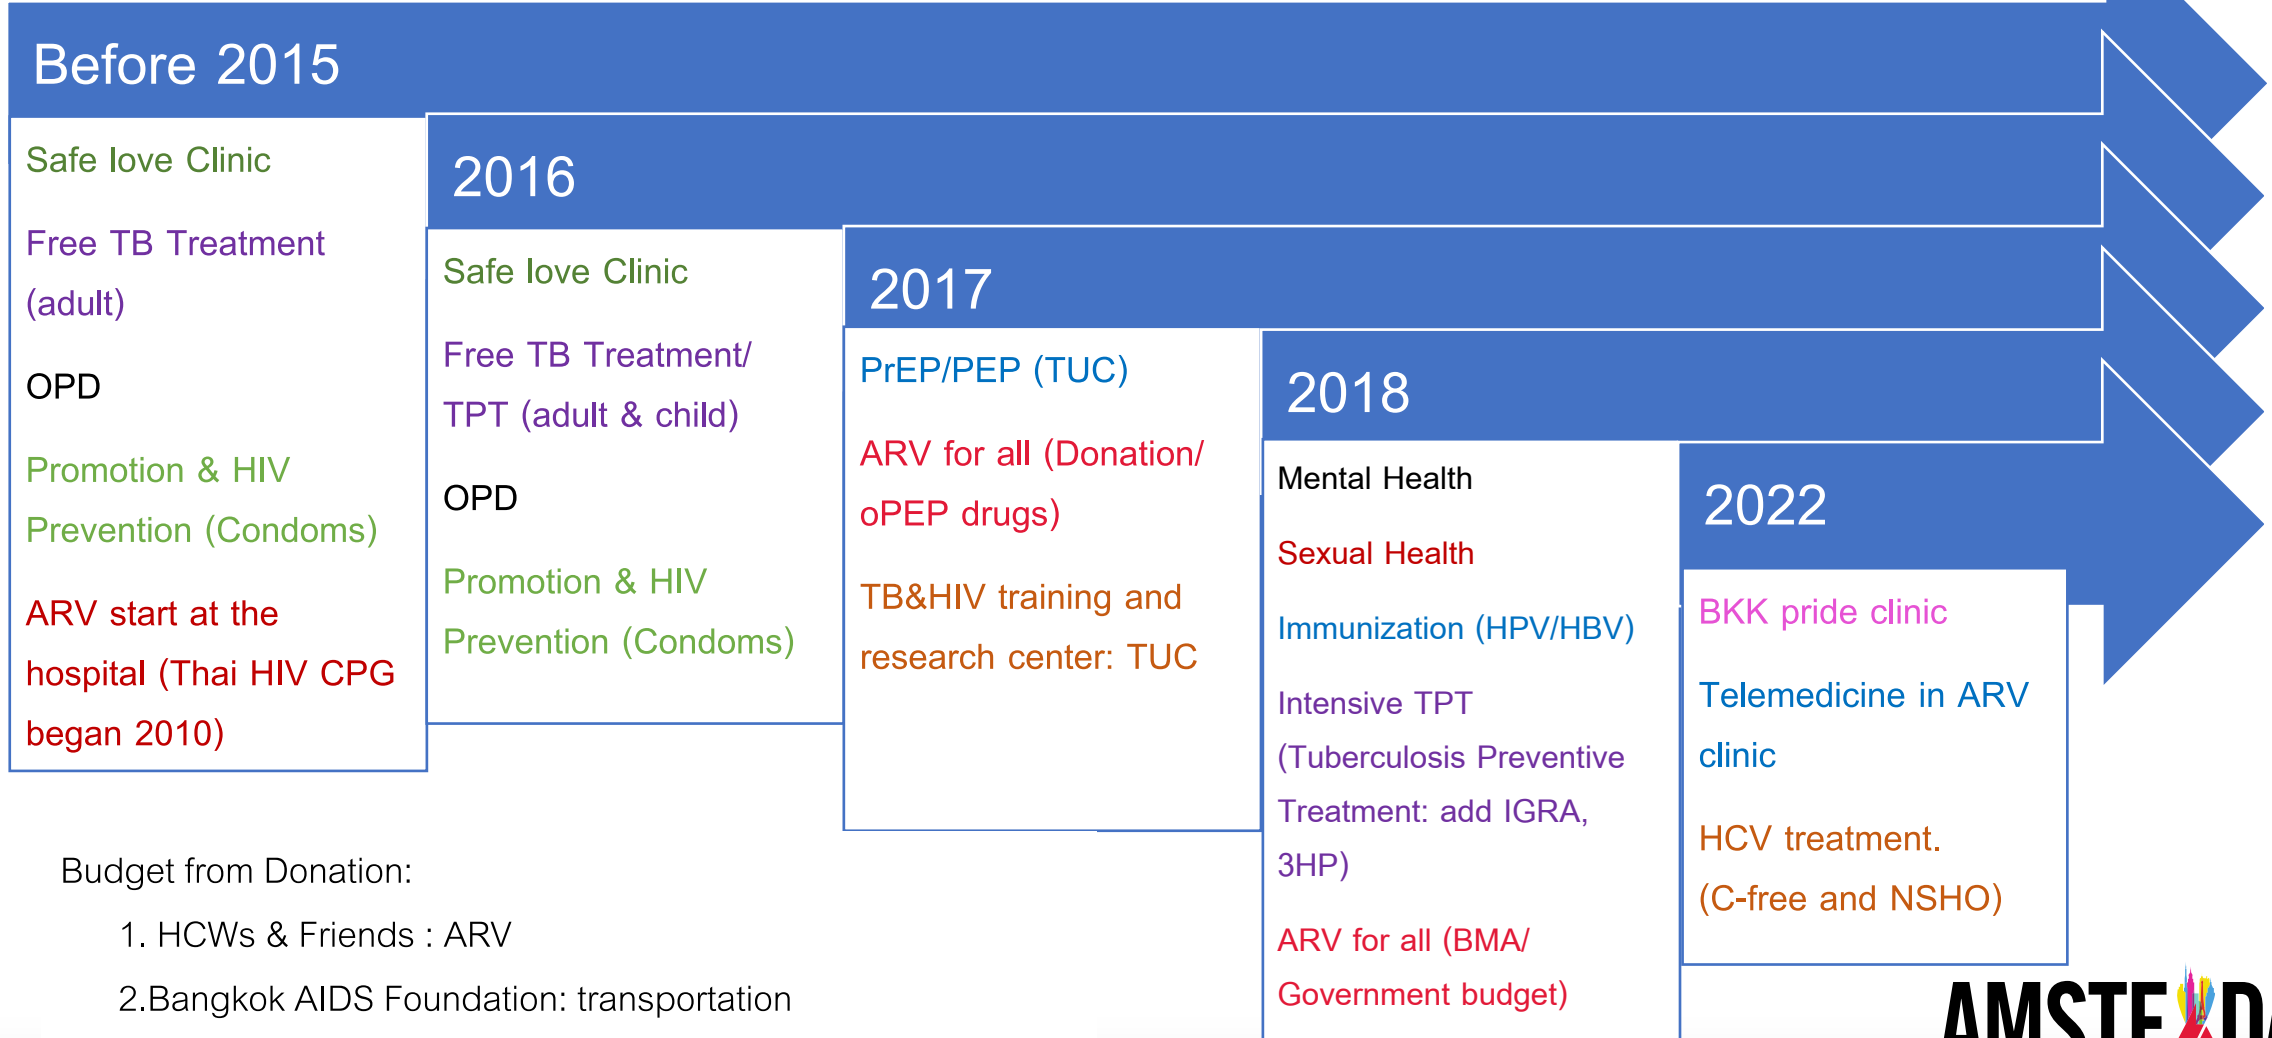 Before 2015
Safe love Clinic
Free TB Treatment
(adult)
OPD
Promotion & HIV
Prevention (Condoms)
ARV start at the
hospital (Thai HIV CPG
began 2010)
2016
Safe love Clinic
Free TB Treatment/
TPT (adult & child)
OPD
Promotion & HIV
Prevention (Condoms)
2017
PrEP/PEP (TUC)
ARV for all (Donation/
oPEP drugs)
TB&HIV training and
research center: TUC
2018
Mental Health
Sexual Health
Immunization (HPV/HBV)
Intensive TPT
(Tuberculosis Preventive
Treatment: add IGRA,
3HP)
ARV for all (BMA/
Government budget)
2022
BKK pride clinic
Telemedicine in ARV
clinic
HCV treatment.
(C-free and NSHO)
Budget from Donation:
1. HCWs & Friends : ARV
2.Bangkok AIDS Foundation: transportation